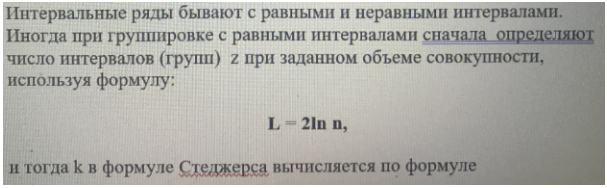 Интервальные ряды бывают с равными и неравными интервалами.
Иногда при группировке с равными интервалами сначала определяют
число интервалов (групп) z при заданном объеме совокупности,
используя формулу:
L = 2ln n,
и тогда k в формуле Стеджерса вычисляется по формуле